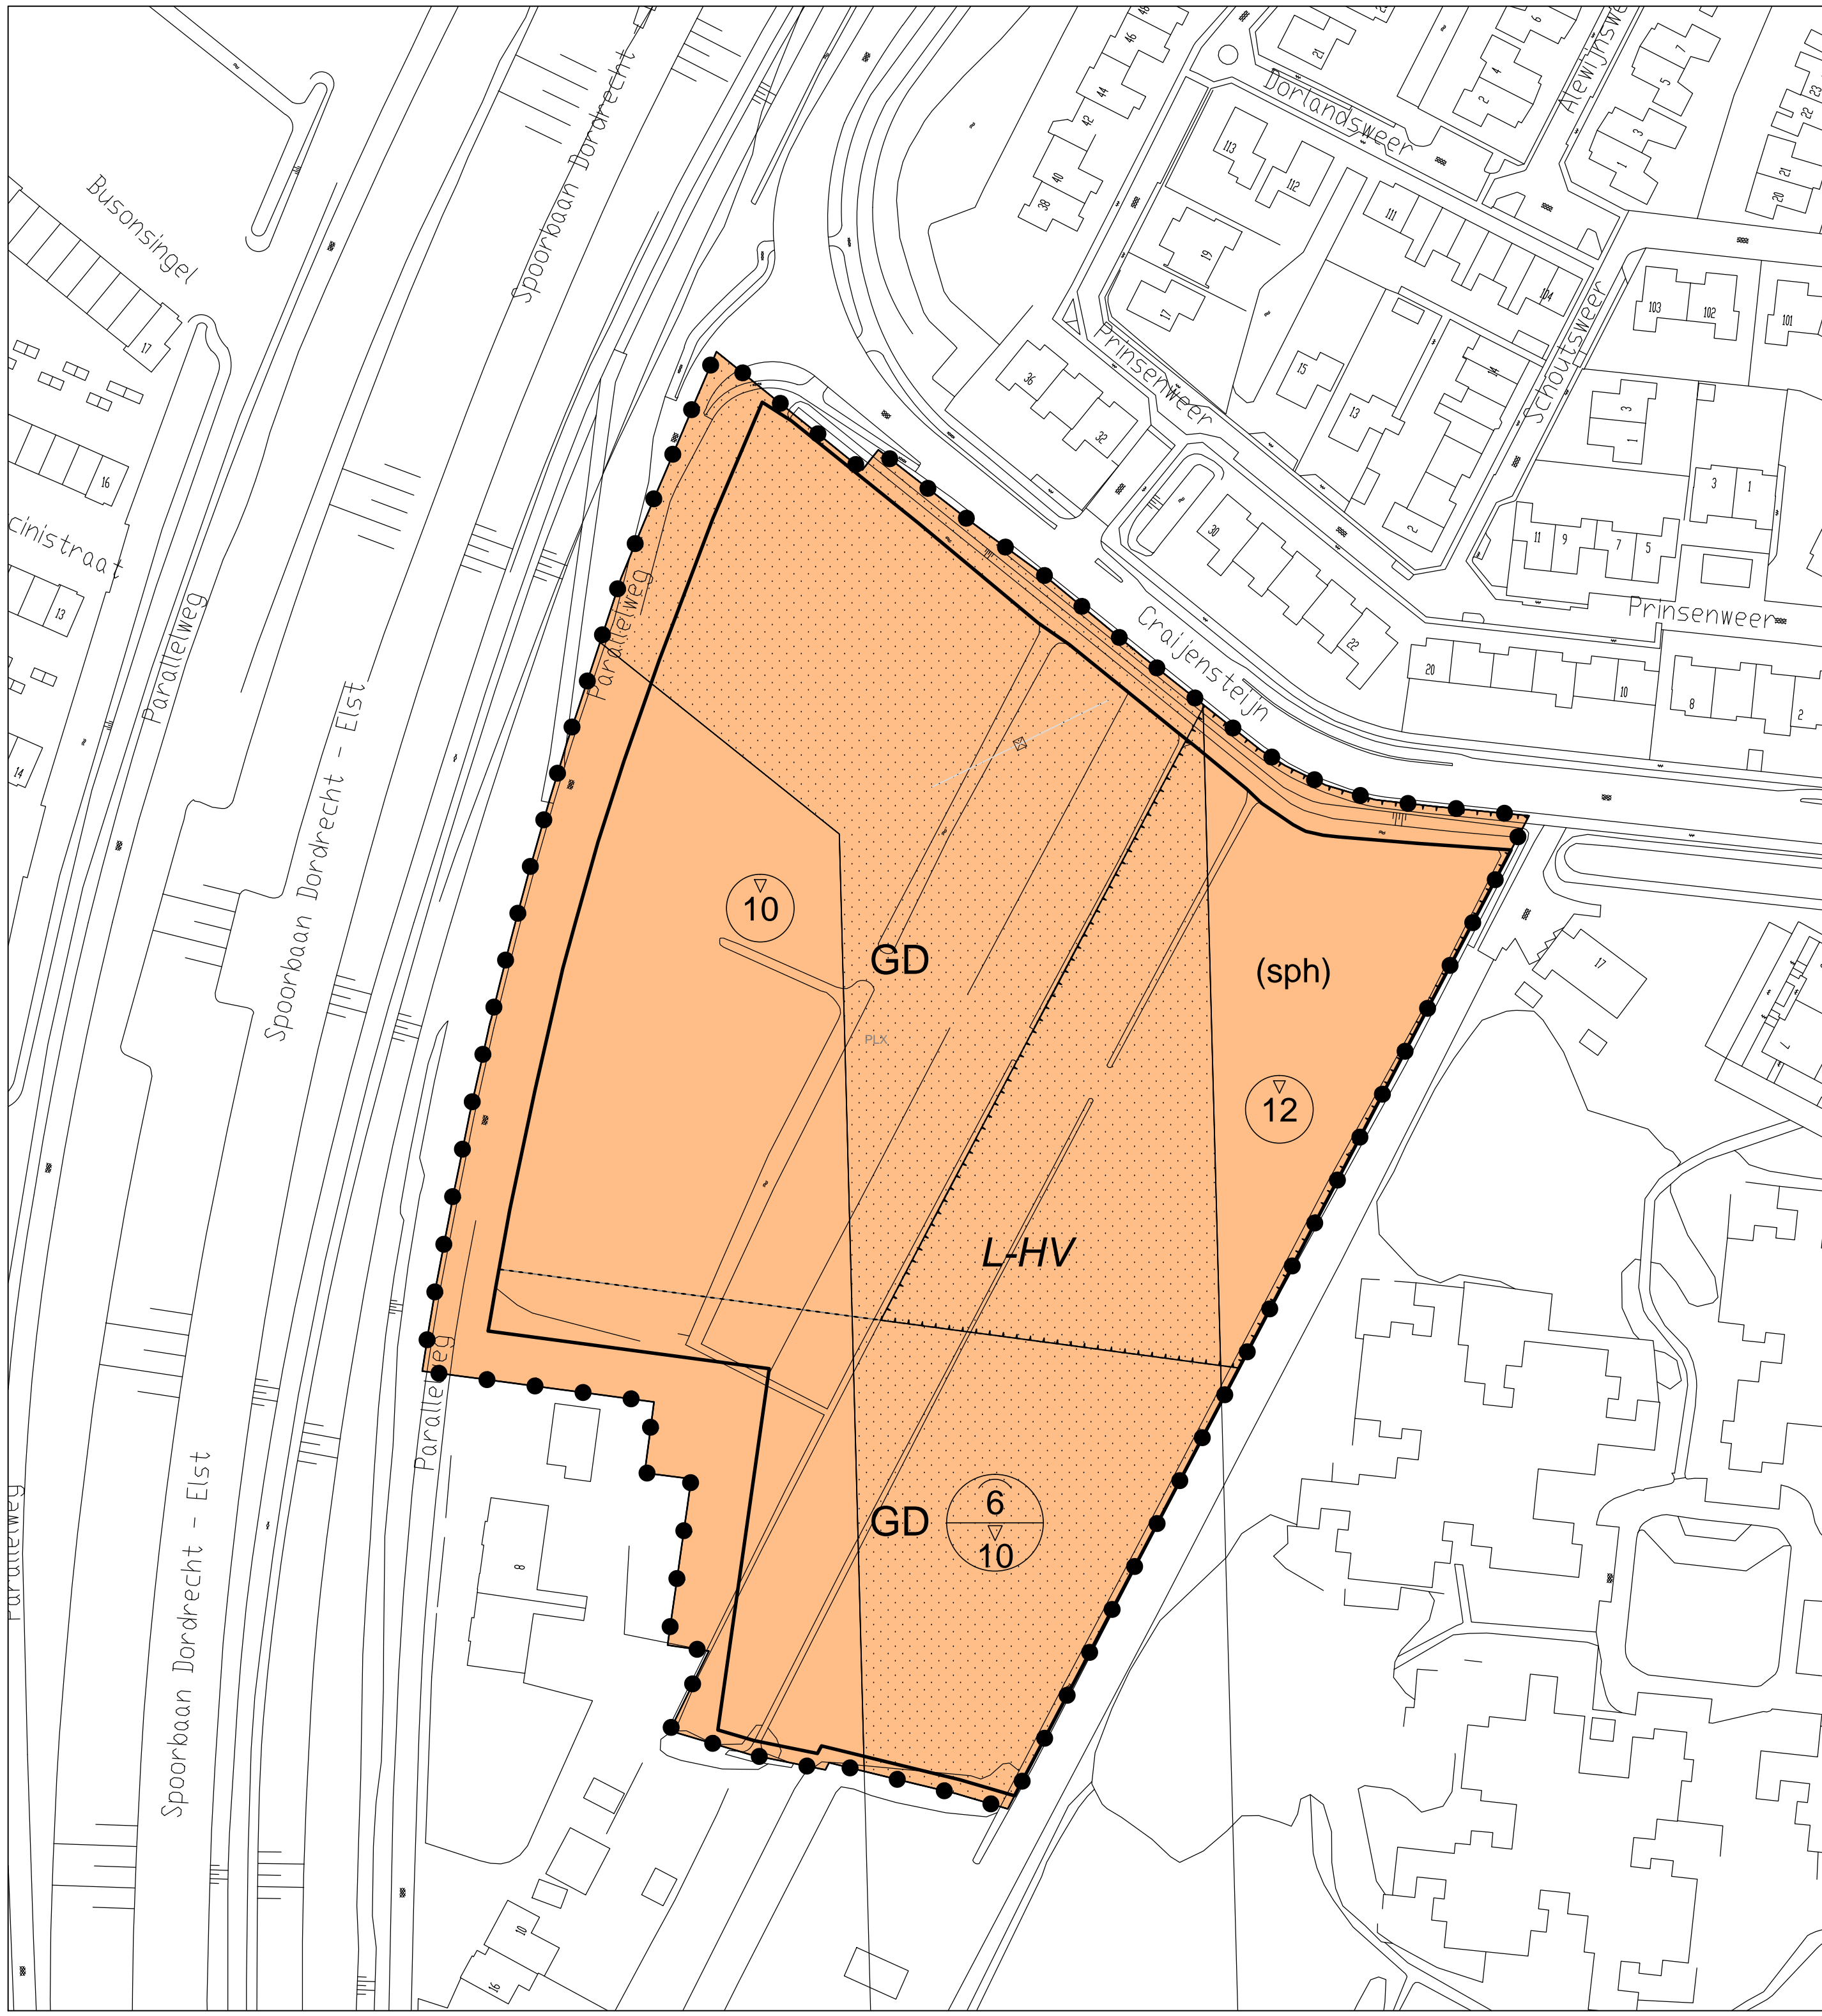 48
46
44
42
40
38
21
Dorlandsweer
6
4
2
Alewijnswe
7
5
3
1
23
22
21
20
113
112
111
104
19
17
15
13
14
2
Prinsenweer
Schoutsweer
103
102
101
3
1
3
1
11
9
7
5
Prinsenweer
36
32
30
22
20
10
8
2
Craijensteijn
Busonsingel
17
16
cinistraat
13
14
Parallelweg
Spoorbaan Dordrecht -
Spoorbaan Dordrecht - Elst
Parallelweg
10
GD
(sph)
17
PLX
12
L-HV
Parallelweg
GD
6
10
8
Parallelweg
Spoorbaan Dordrecht - Elst
10
16